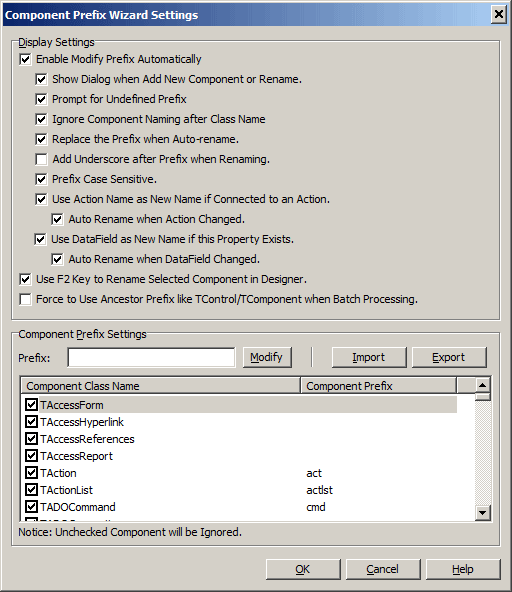 Component Prefix Wizard Settings
Display Settings
Enable Modify Prefix Automatically
Show Dialog when Add New Component or Rename.
Prompt for Undefined Prefix
Ignore Component Naming after Class Name
Replace the Prefix when Auto-rename.
Add Underscore after Prefix when Renaming.
Prefix Case Sensitive.
Use Action Name as New Name if Connected to an Action.
Auto Rename when Action Changed.
Use DataField as New Name if this Property Exists.
Auto Rename when DataField Changed.
Use F2 Key to Rename Selected Component in Designer.
Force to Use Ancestor Prefix like TControl/TComponent when Batch Processing.
Component Prefix Settings
Prefix: Modify Import Export
Component Class Name Component Prefix
TAccessForm
TAccessHyperlink
TAccessReferences
TAccessReport
TAction act
TActionList actlst
TADOCommand cmd
Notice: Unchecked Component will be Ignored.
OK Cancel Help